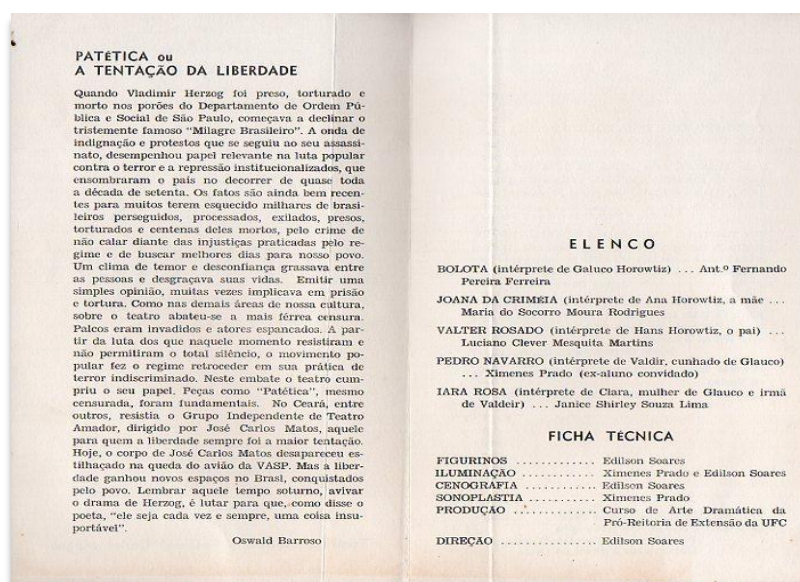 PATÉTICA ou
A TENTAÇÃO DA LIBERDADE
Quando Vladimir Herzog foi preso, torturado e
morto nos porões do Departamento de Ordem Pú-
blica e Social de São Paulo, começava a declinar o
tristemente famoso "Milagre Brasileiro". A onda de
indignação e protestos que se seguiu ao seu assassi-
nato, desempenhou papel relevante na luta popular
contra o terror e a repressão institucionalizados, que
ensombraram o país no decorrer de quase toda
a década de setenta. Os fatos são ainda bem recen-
tes para muitos terem esquecido milhares de brasi-
leiros perseguidos, processados, exilados, presos,
torturados e centenas deles mortos, pelo crime de
não calar diante das injustiças praticadas pelo re-
gime e de buscar melhores dias para nosso povo.
Um clima de temor e desconfiança grassava entre
as pessoas e desgraçava suas vidas. Emitir uma
simples opinião, muitas vezes implicava em prisão
e tortura. Como nas demais áreas de nossa cultura,
sobre o teatro abateu-se a mais férrea censura.
Palcos eram invadidos e atores espancados. A par-
tir da luta dos que naquele momento resistiram e
não permitiram o total silêncio, o movimento po-
pular fez o regime retroceder em sua prática de
terror indiscriminado. Neste embate o teatro cum-
priu o seu papel. Peças como "Patética", mesmo
censurada, foram fundamentais. No Ceará, entre
outros, resistia o Grupo Independente de Teatro
Amador, dirigido por José Carlos Matos, aquele
para quem a liberdade sempre foi a maior tentação.
Hoje, o corpo de José Carlos Matos desapareceu es-
tilhaçado na queda do avião da VASP. Mas a liber-
dade ganhou novos espaços no Brasl, conquistados
pelo povo. Lembrar aquele tempo soturno, avivar
o drama de Herzog, é lutar para que, como disse o
poeta, "ele seja cada vez e sempre, uma coisa insu-
portável".
Oswald Barroso
ELENCO
BOLOTA (intérprete de Galuco Horowtiz) ... Ant.º Fernando
Pereira Ferreira
JOANA DA CRIMÉIA (intérprete de Ana Horowtiz, a mãe ...
Maria do Socorro Moura Rodrigues
VALTER ROSADO (intérprete de Hans Horowtiz, o pai) ...
Luciano Clever Mesquita Martins
PEDRO NAVARRO (intérprete de Valdir, cunhado de Glauco)
... Ximenes Prado (ex-aluno convidado)
IARA ROSA (intérprete de Clara, mulher de Glauco e irmã
de Valdeir) ... Janice Shirley Souza Lima
FICHA TÉCNICA
FIGURINOS ............ Edilson Soares
ILUMINAÇÃO ............ Ximenes Prado e Edilson Soares
CENOGRAFIA ............ Edilson Soares
SONOPLASTIA .......... Ximenes Prado
PRODUÇÃO ............ Curso de Arte Dramática da
Pró-Reitoria de Extensão da UFC
DIREÇÃO .............. Edilson Soares